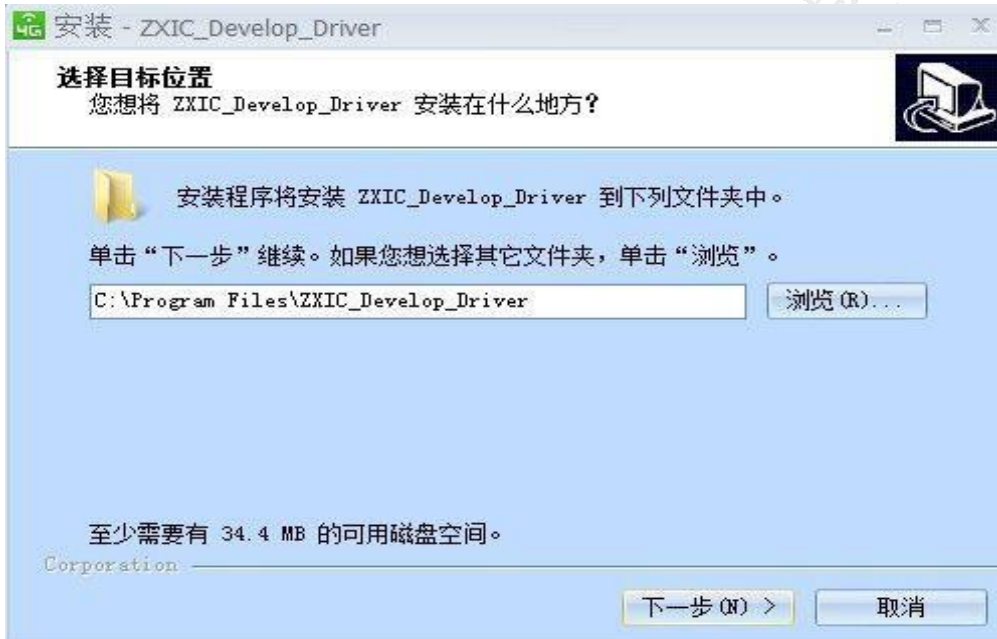 4G 安装 - ZXIC_Develop_Driver
选择目标位置
您想将 ZXIC_Develop_Driver 安装在什么地方?
安装程序将安装 ZXIC_Develop_Driver 到下列文件夹中。
单击“下一步”继续。如果您想选择其它文件夹，单击“浏览”。
C:\Program Files\ZXIC_Develop_Driver 浏览(R)...
至少需要有 34.4 MB 的可用磁盘空间。
Corporation
下一步(N) > 取消